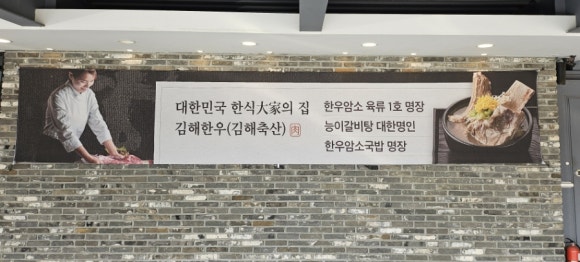 대한민국 한식大家의 집
김해한우(김해축산)
한우암소 육류 1호 명장
능이갈비탕 대한명인
한우암소국밥 명장